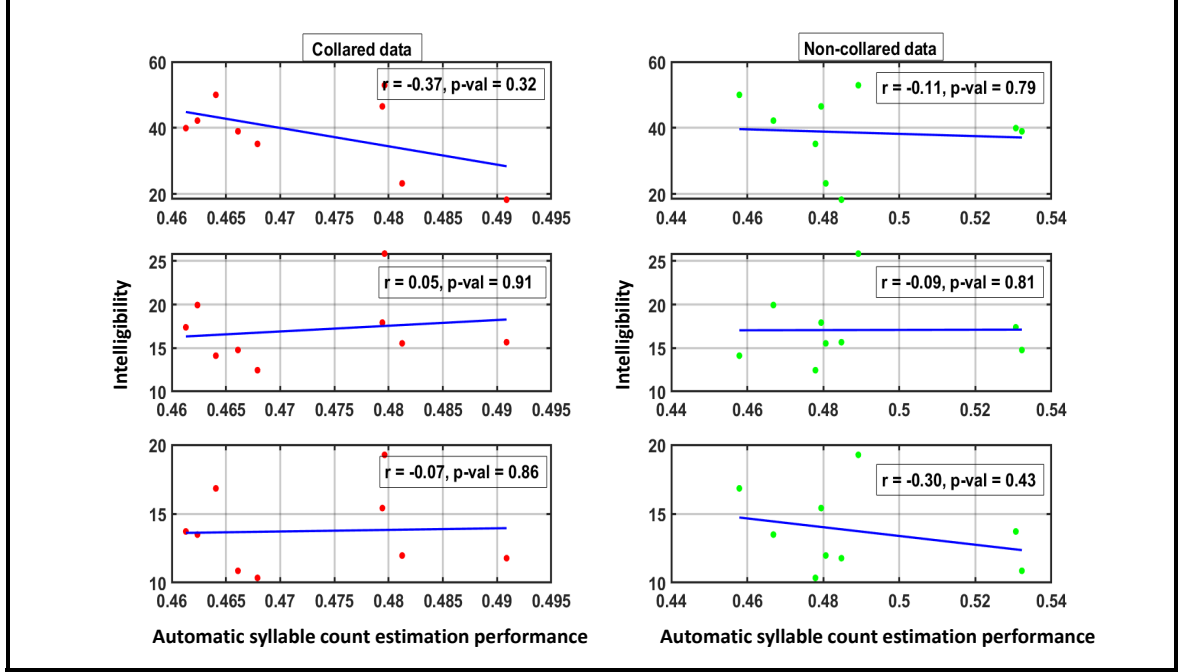 Collared data
Non-collared data
60
40
20
r = -0.37, p-val = 0.32
0.46 0.465 0.47 0.475 0.48 0.485 0.49 0.495
60
40
20
r = -0.11, p-val = 0.79
0.44 0.46 0.48 0.5 0.52 0.54
Intelligibility
25
20
15
10
r = 0.05, p-val = 0.91
0.46 0.465 0.47 0.475 0.48 0.485 0.49 0.495
Intelligibility
25
20
15
10
r = -0.09, p-val = 0.81
0.44 0.46 0.48 0.5 0.52 0.54
20
15
10
r = -0.07, p-val = 0.86
0.46 0.465 0.47 0.475 0.48 0.485 0.49 0.495
20
15
10
r = -0.30, p-val = 0.43
0.44 0.46 0.48 0.5 0.52 0.54
Automatic syllable count estimation performance
Automatic syllable count estimation performance